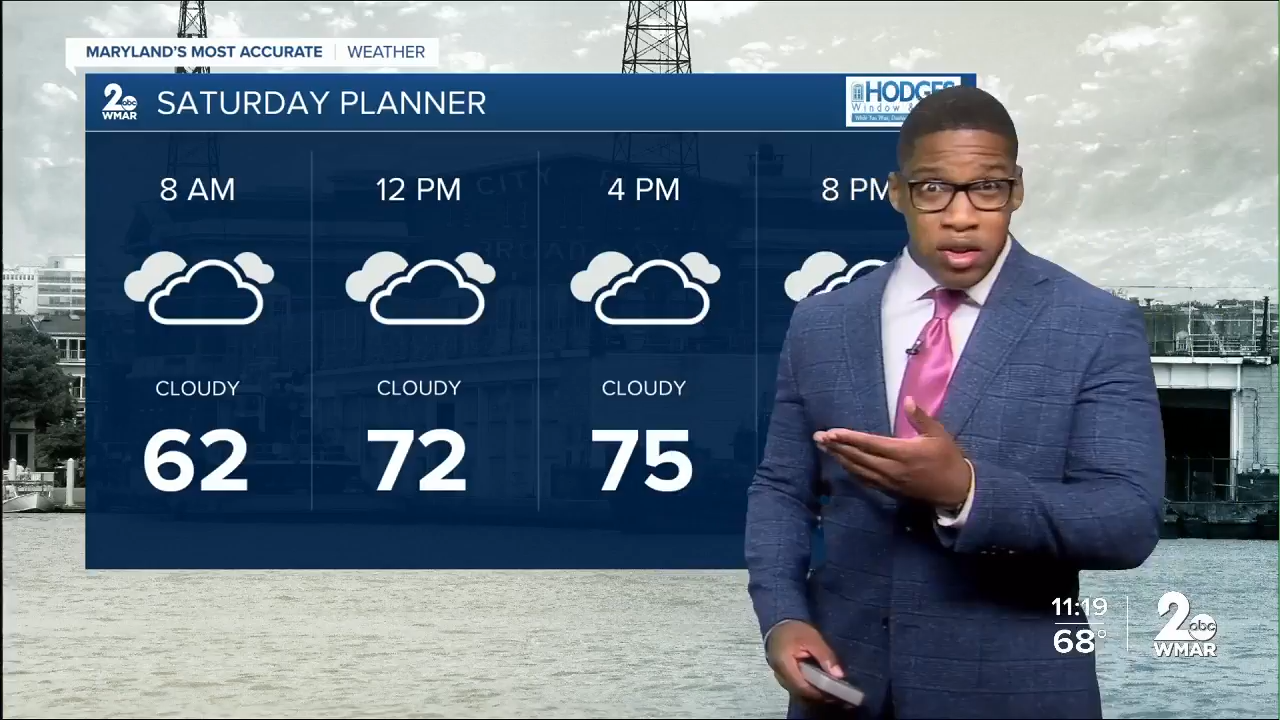 MARYLAND'S MOST ACCURATE | WEATHER
2 abc WMAR
SATURDAY PLANNER
HODGES
Window &
8 AM
12 PM
4 PM
8 PM
CLOUDY
CLOUDY
CLOUDY
62
72
75
11:19
68°
2 abc
WMAR